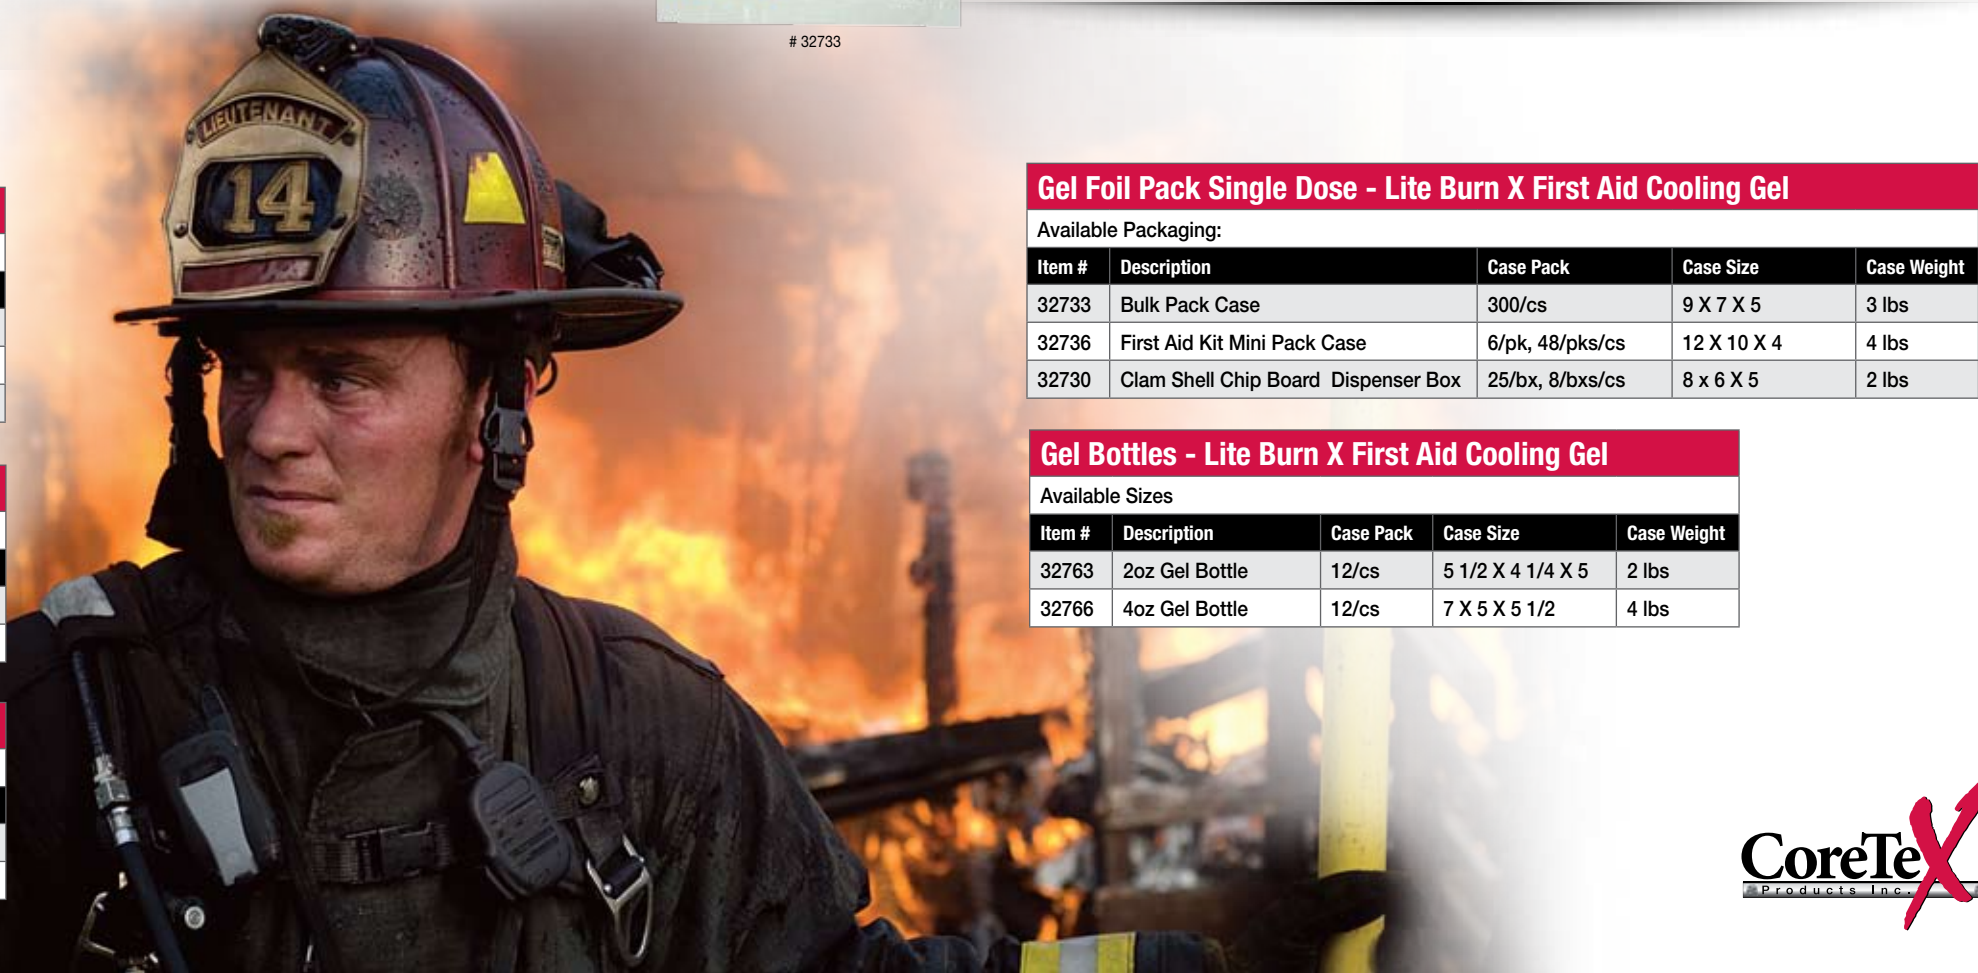 # 32733
LIEUTENANT
14
Gel Foil Pack Single Dose - Lite Burn X First Aid Cooling Gel
Available Packaging:
Item # Description Case Pack Case Size Case Weight
32733 Bulk Pack Case 300/cs 9 X 7 X 5 3 lbs
32736 First Aid Kit Mini Pack Case 6/pk, 48/pks/cs 12 X 10 X 4 4 lbs
32730 Clam Shell Chip Board Dispenser Box 25/bx, 8/bxs/cs 8 x 6 X 5 2 lbs
Gel Bottles - Lite Burn X First Aid Cooling Gel
Available Sizes
Item # Description Case Pack Case Size Case Weight
32763 2oz Gel Bottle 12/cs 5 1/2 X 4 1/4 X 5 2 lbs
32766 4oz Gel Bottle 12/cs 7 X 5 X 5 1/2 4 lbs
CoreTeX
Products Inc.